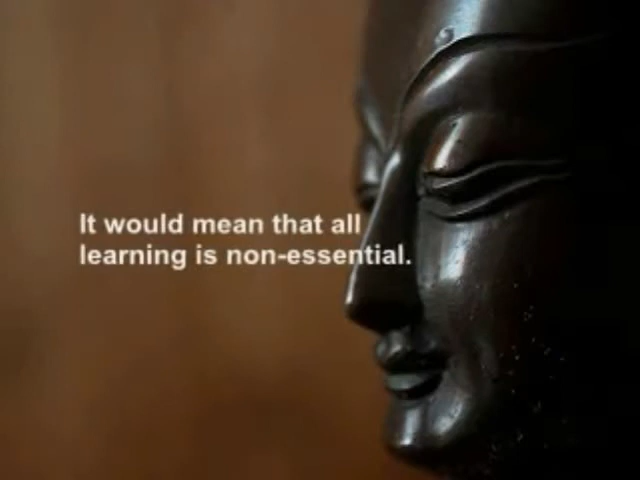 It would mean that all
learning is non-essential.